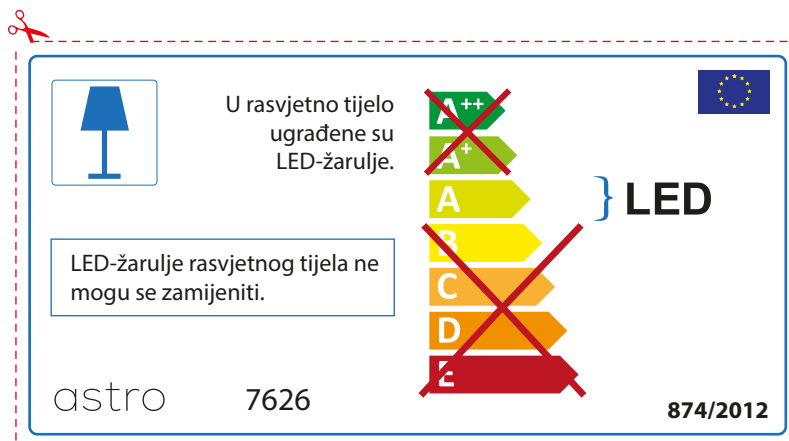 U rasvjetno tijelo
ugrađene su
LED-žarulje.
A++
A+
A
B
C
D
E
LED
LED-žarulje rasvjetnog tijela ne
mogu se zamijeniti.
astro
7626
874/2012